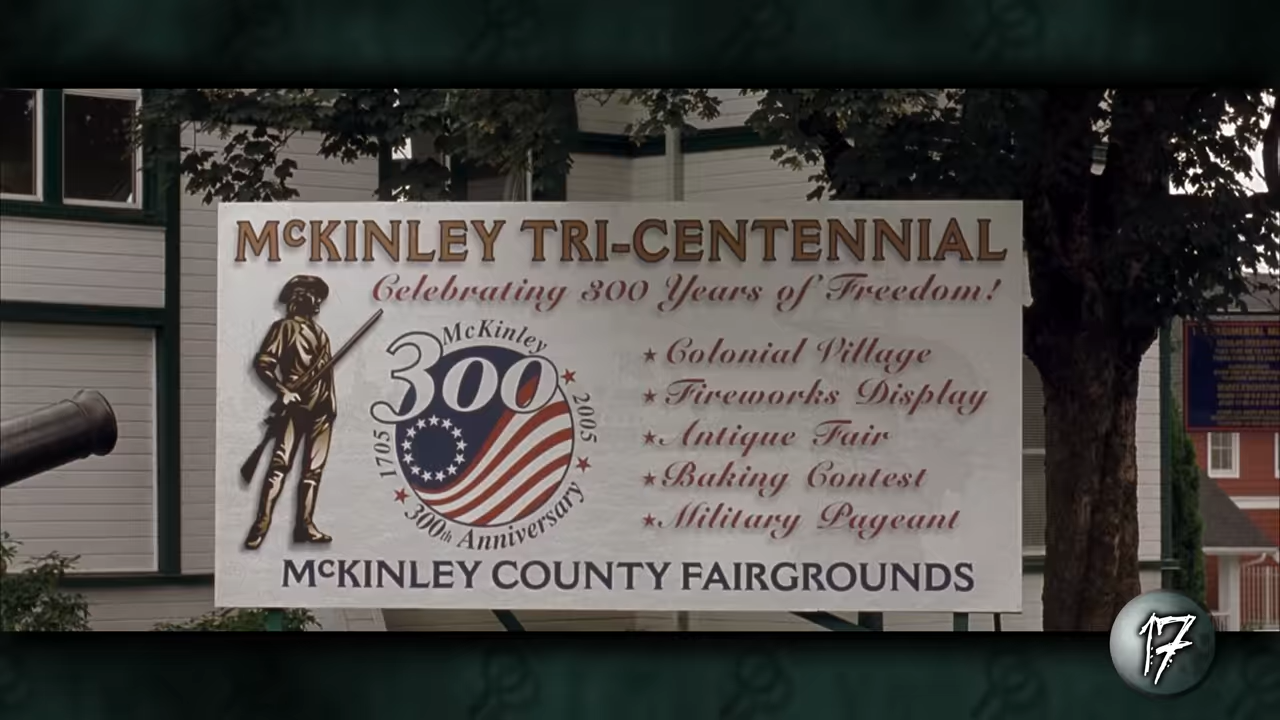 McKINLEY TRI-CENTENNIAL
Celebrating 300 Years of Freedom!
McKinley
300
1705
2005
300th Anniversary
Colonial Village
Fireworks Display
Antique Fair
Baking Contest
Military Pageant
McKINLEY COUNTY FAIRGROUNDS
17